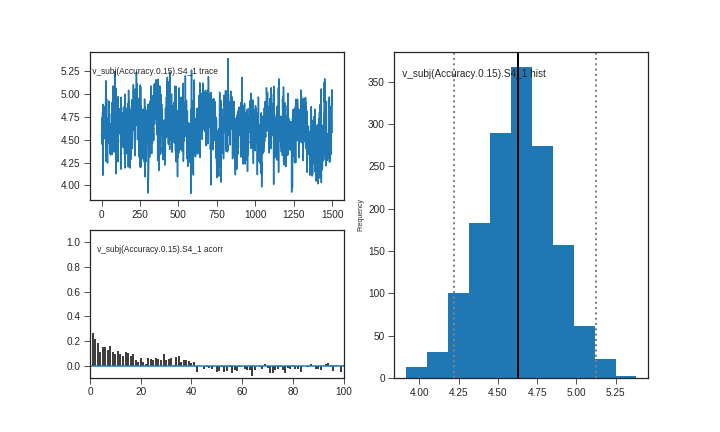 v_subj(Accuracy.0.15).S4_1 trace
5.25
5.00
4.75
4.50
4.25
4.00
0 250 500 750 1000 1250 1500
v_subj(Accuracy.0.15).S4_1 acorr
1.0
0.8
0.6
0.4
0.2
0.0
0 20 40 60 80 100
v_subj(Accuracy.0.15).S4_1 hist
Frequency
350
300
250
200
150
100
50
0
4.00 4.25 4.50 4.75 5.00 5.25